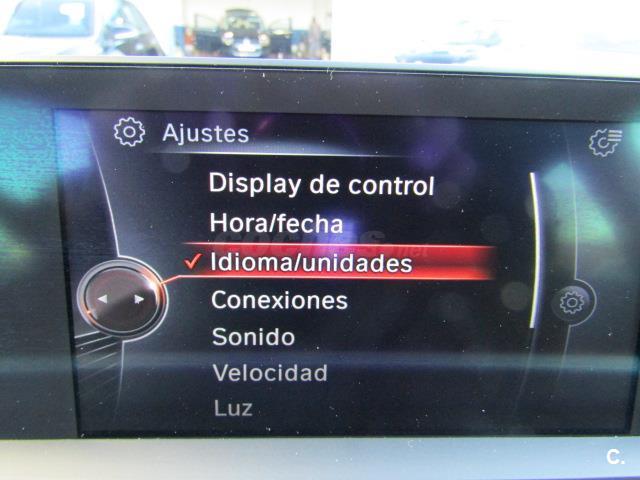 Ajustes
Display de control
Hora/fecha
Idioma/unidades
Conexiones
Sonido
Velocidad
Luz
C.